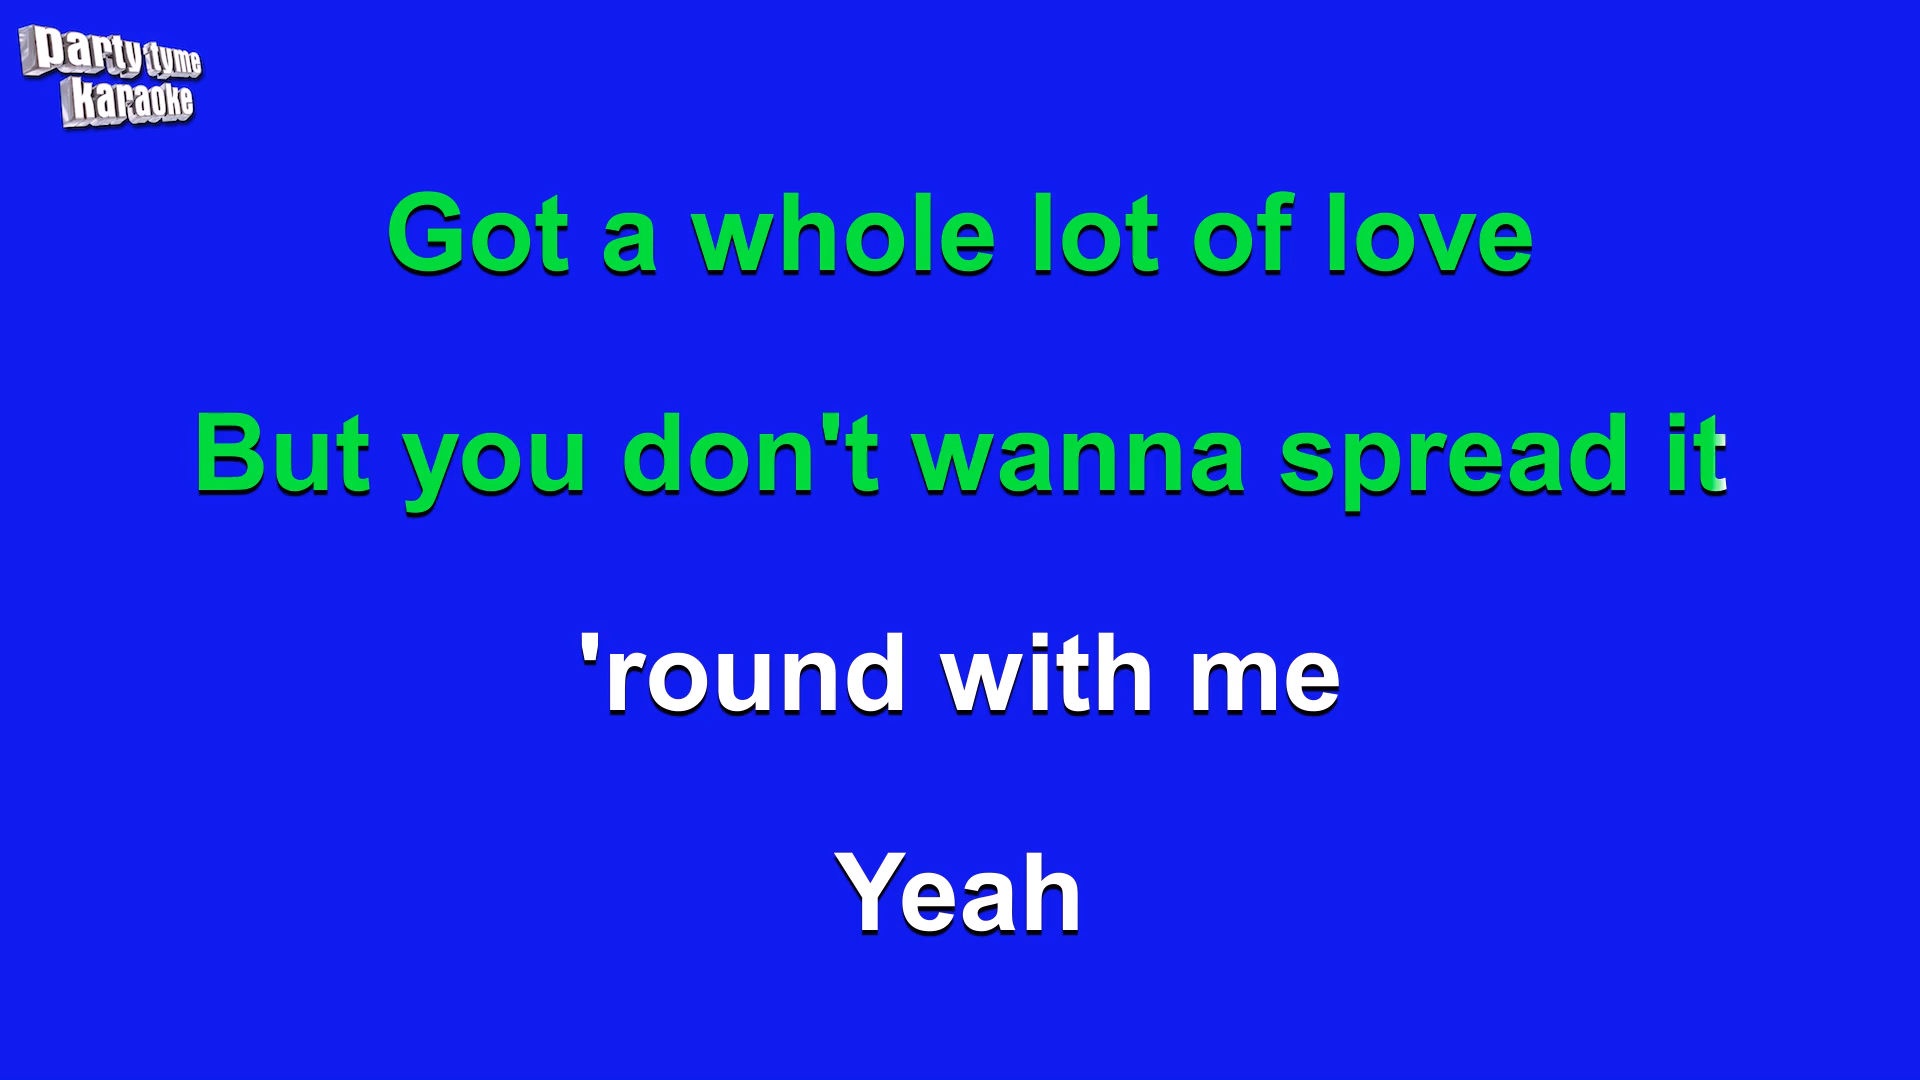 party tyme
karaoke
Got a whole lot of love
But you don't wanna spread it
'round with me
Yeah